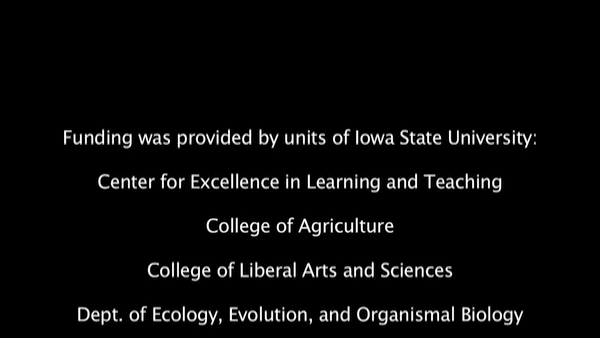 Funding was provided by units of Iowa State University:
Center for Excellence in Learning and Teaching
College of Agriculture
College of Liberal Arts and Sciences
Dept. of Ecology, Evolution, and Organismal Biology